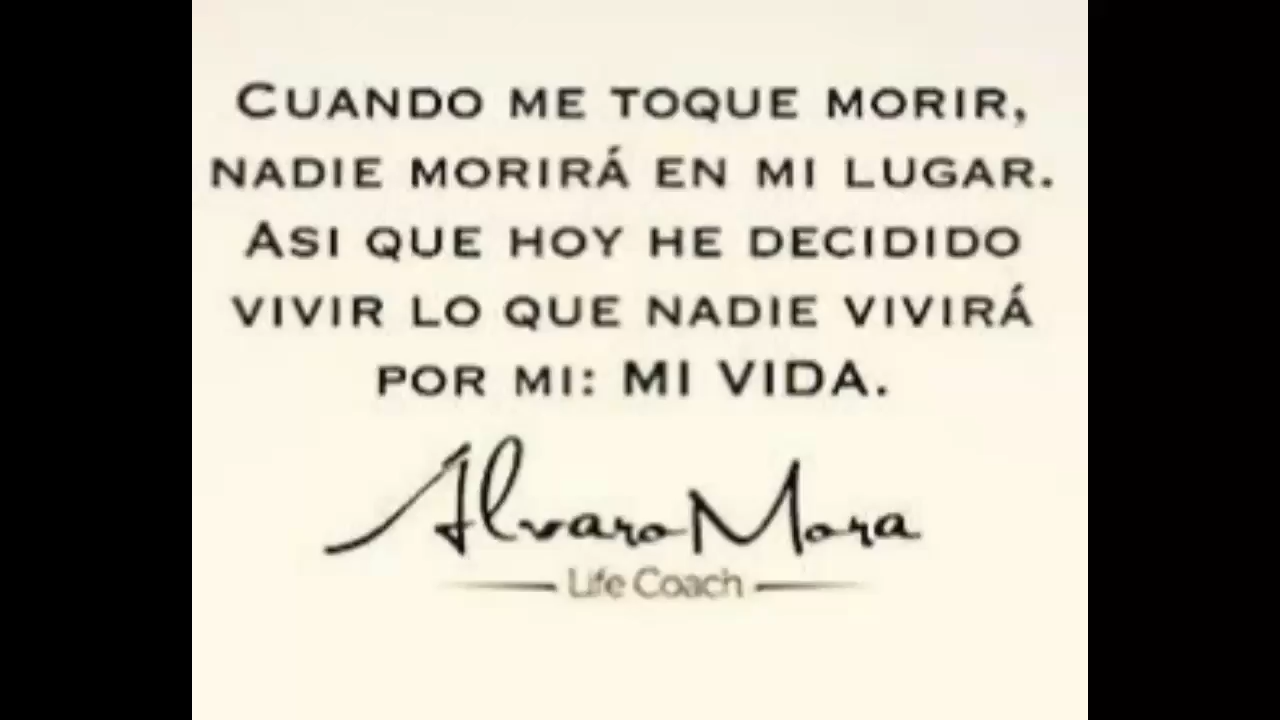 Cuando me toque morir,
nadie morirá en mi lugar.
Asi que hoy he decidido
vivir lo que nadie vivirá
por mi: MI VIDA.
Álvaro Mora
Life Coach